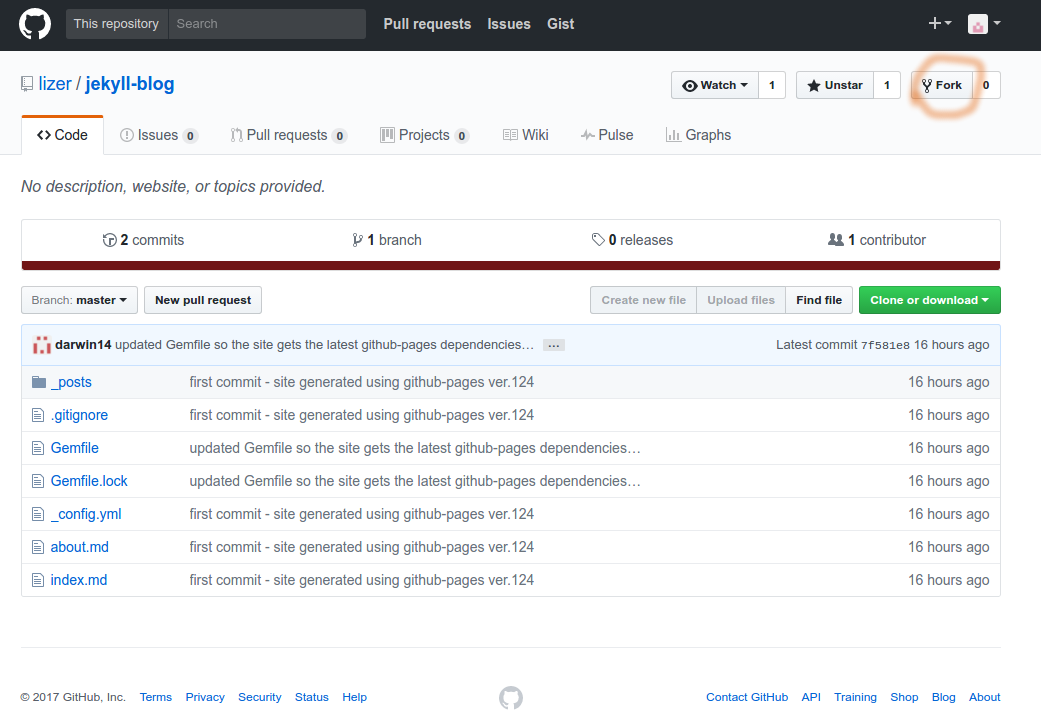 This repository Search Pull requests Issues Gist
lizer / jekyll-blog Watch 1 Unstar 1 Fork 0
Code Issues 0 Pull requests 0 Projects 0 Wiki Pulse Graphs
No description, website, or topics provided.
2 commits 1 branch 0 releases 1 contributor
Branch: master New pull request Create new file Upload files Find file Clone or download
darwin14 updated Gemfile so the site gets the latest github-pages dependencies… … Latest commit 7f581e8 16 hours ago
_posts first commit - site generated using github-pages ver.124 16 hours ago
.gitignore first commit - site generated using github-pages ver.124 16 hours ago
Gemfile updated Gemfile so the site gets the latest github-pages dependencies… 16 hours ago
Gemfile.lock updated Gemfile so the site gets the latest github-pages dependencies… 16 hours ago
_config.yml first commit - site generated using github-pages ver.124 16 hours ago
about.md first commit - site generated using github-pages ver.124 16 hours ago
index.md first commit - site generated using github-pages ver.124 16 hours ago
© 2017 GitHub, Inc. Terms Privacy Security Status Help Contact GitHub API Training Shop Blog About